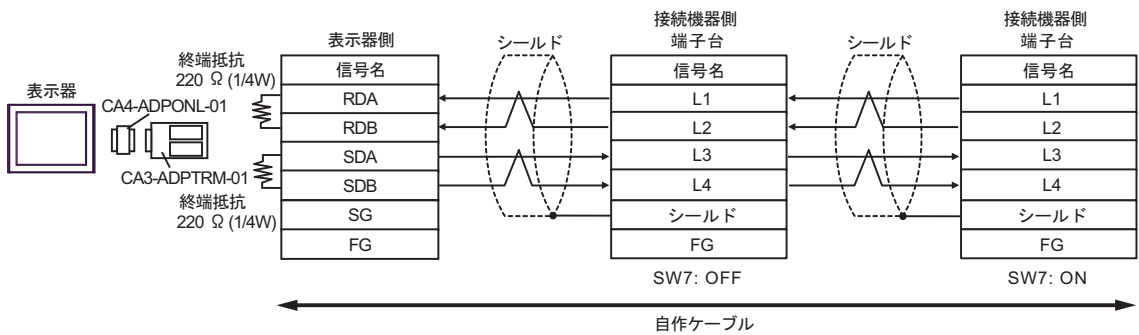 表示器
CA4-ADPONL-01
CA3-ADPTRM-01
終端抵抗
220 Ω (1/4W)
終端抵抗
220 Ω (1/4W)
表示器側
信号名
RDA
RDB
SDA
SDB
SG
FG
シールド
接続機器側
端子台
信号名
L1
L2
L3
L4
シールド
FG
SW7: OFF
シールド
接続機器側
端子台
信号名
L1
L2
L3
L4
シールド
FG
SW7: ON
自作ケーブル